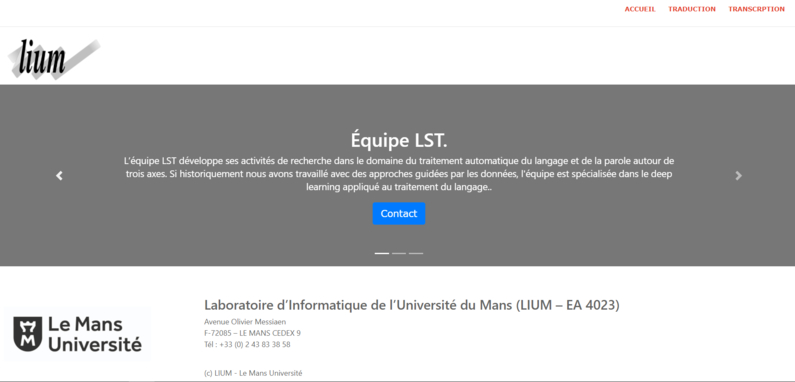 ACCUEIL TRADUCTION TRANSCRPTION
lium
Équipe LST.
L'équipe LST développe ses activités de recherche dans le domaine du traitement automatique du langage et de la parole autour de
trois axes. Si historiquement nous avons travaillé avec des approches guidées par les données, l'équipe est spécialisée dans le deep
learning appliqué au traitement du langage..
Contact
Le Mans
Université
Laboratoire d'Informatique de l'Université du Mans (LIUM – EA 4023)
Avenue Olivier Messiaen
F-72085 – LE MANS CEDEX 9
Tél : +33 (0) 2 43 83 38 58
(c) LIUM - Le Mans Université